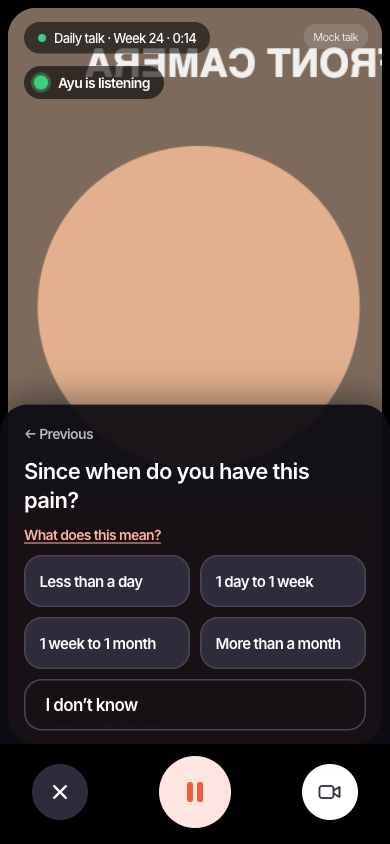 Daily talk · Week 24 · 0:14
Mock talk
FRONT CAMERA
Ayu is listening
← Previous
Since when do you have this
pain?
What does this mean?
Less than a day
1 day to 1 week
1 week to 1 month
More than a month
I don’t know